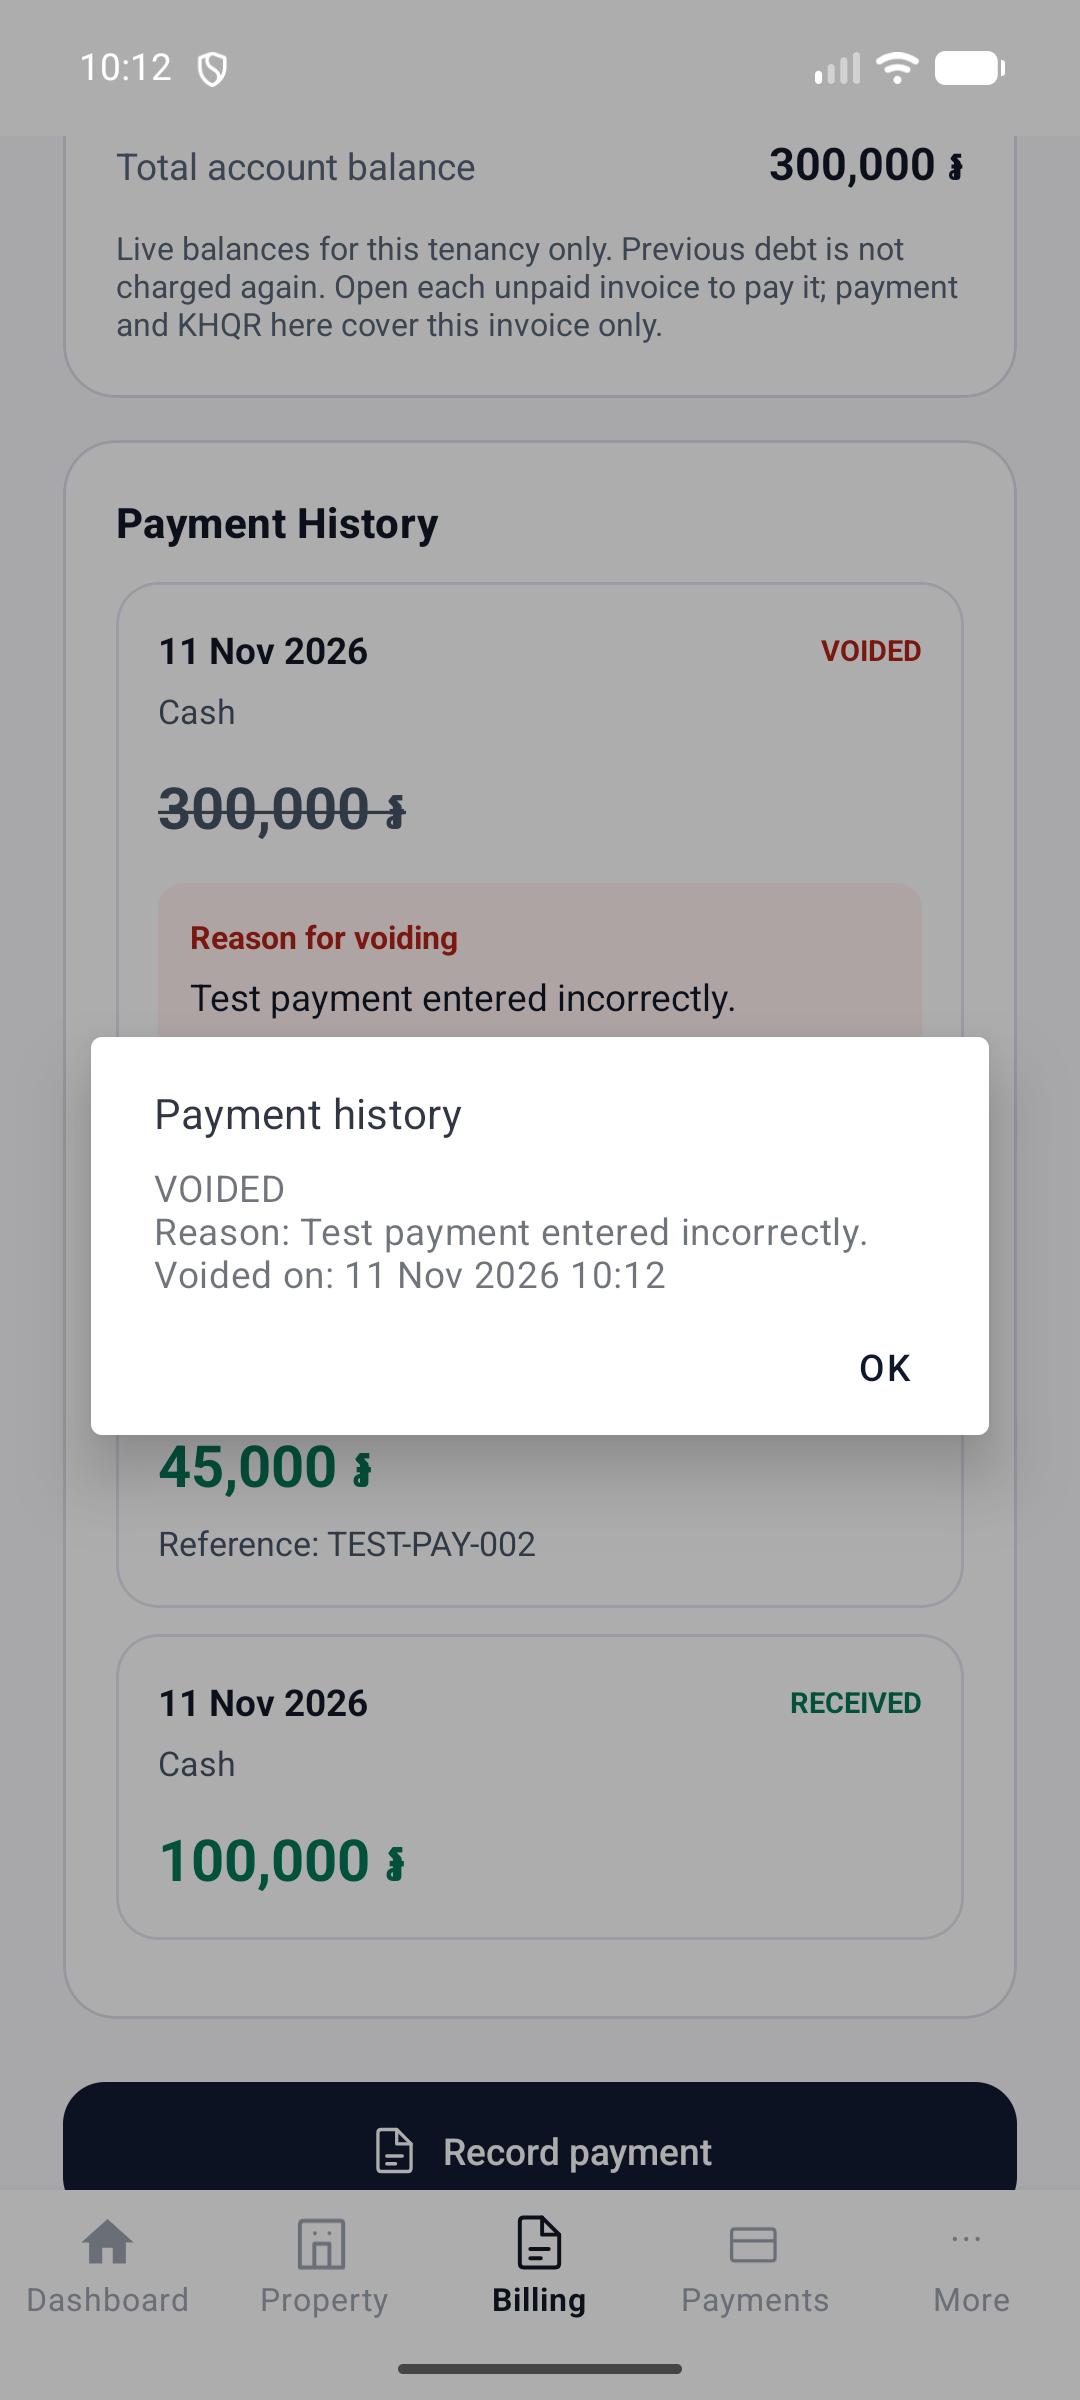 10:12
Total account balance
300,000 ៛
Live balances for this tenancy only. Previous debt is not
charged again. Open each unpaid invoice to pay it; payment
and KHQR here cover this invoice only.
Payment History
11 Nov 2026
VOIDED
Cash
300,000 ៛
Reason for voiding
Test payment entered incorrectly.
Payment history
VOIDED
Reason: Test payment entered incorrectly.
Voided on: 11 Nov 2026 10:12
OK
45,000 ៛
Reference: TEST-PAY-002
11 Nov 2026
RECEIVED
Cash
100,000 ៛
Record payment
Dashboard
Property
Billing
Payments
More